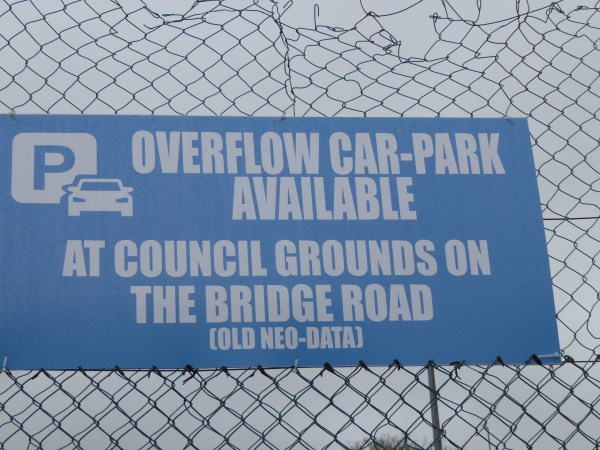 P
OVERFLOW CAR-PARK
AVAILABLE
AT COUNCIL GROUNDS ON
THE BRIDGE ROAD
(OLD NEO-DATA)